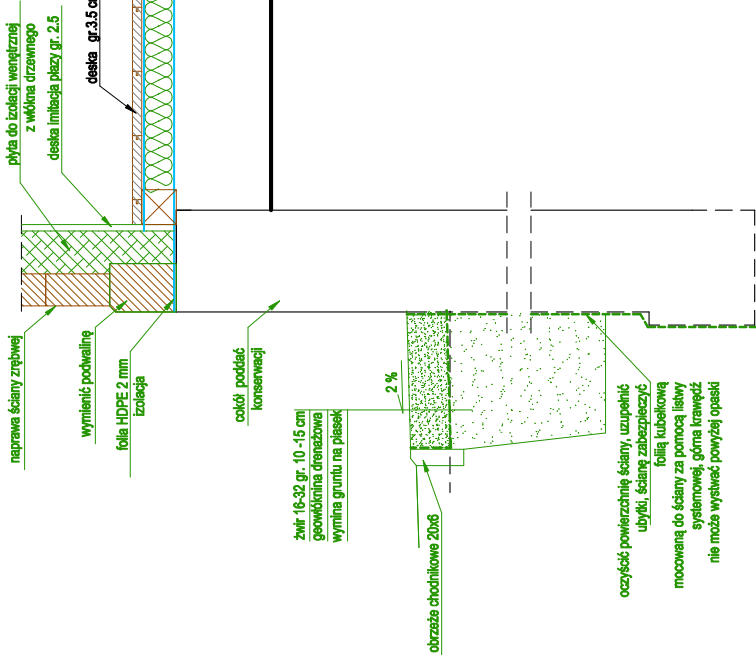 płyta do izolacji wenętrznej
z włókna drzewnego
deska imitacja płazy gr. 2.5
deska gr.3.5
naprawa ściany zrębwej
wymienić podwalinę
folia HDPE 2 mm
izolacja
cokół poddać
konserwacji
2 %
żwir 16-32 gr. 10 -15 cm
geowłóknina drenażowa
wymina gruntu na piasek
obrzeże chodnikowe 20x6
oczyścić powierzchnię ściany, uzupełnić
ubytki, ścianę zabezpieczyć
folią kubełkową
mocowaną do ściany za pomocą listwy
systemowej, górna krawędź
nie może wystwać powyżej opaski